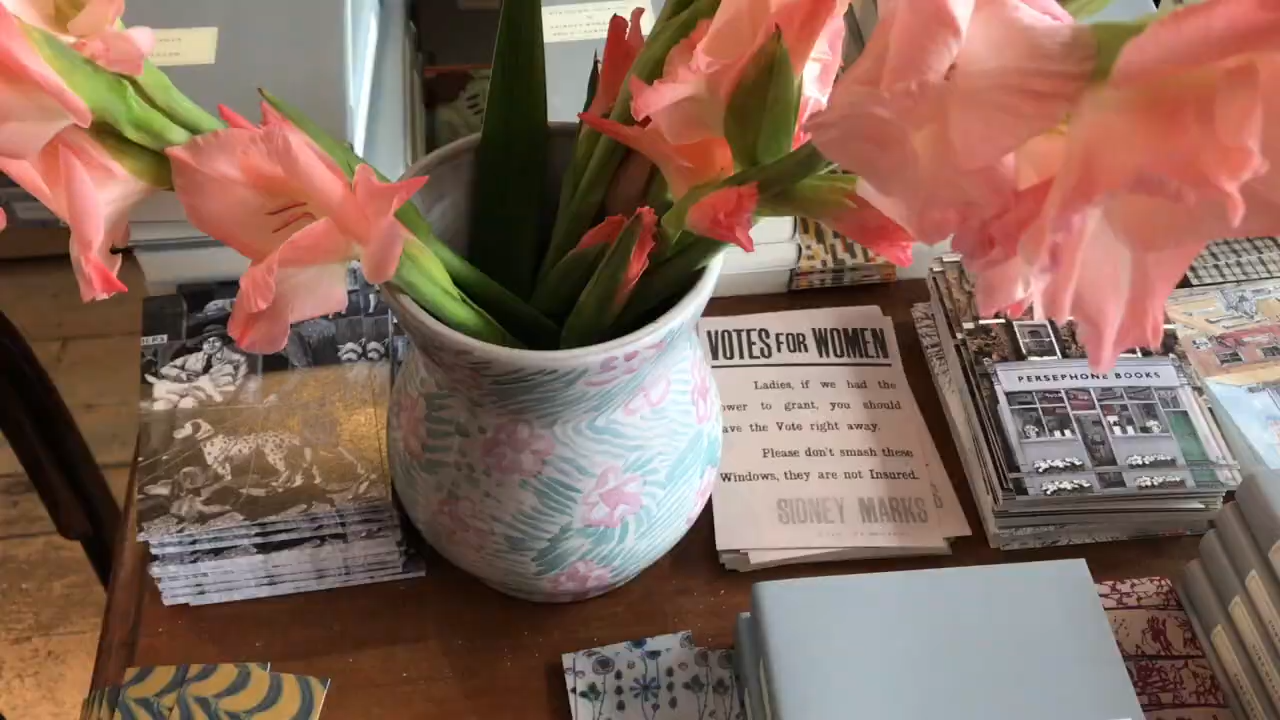 VOTES FOR WOMEN
Ladies, if we had the
ower to grant, you should
ave the Vote right away.
Please don't smash these
Windows, they are not Insured.
SIDNEY MARKS
PERSEPHONE BOOKS